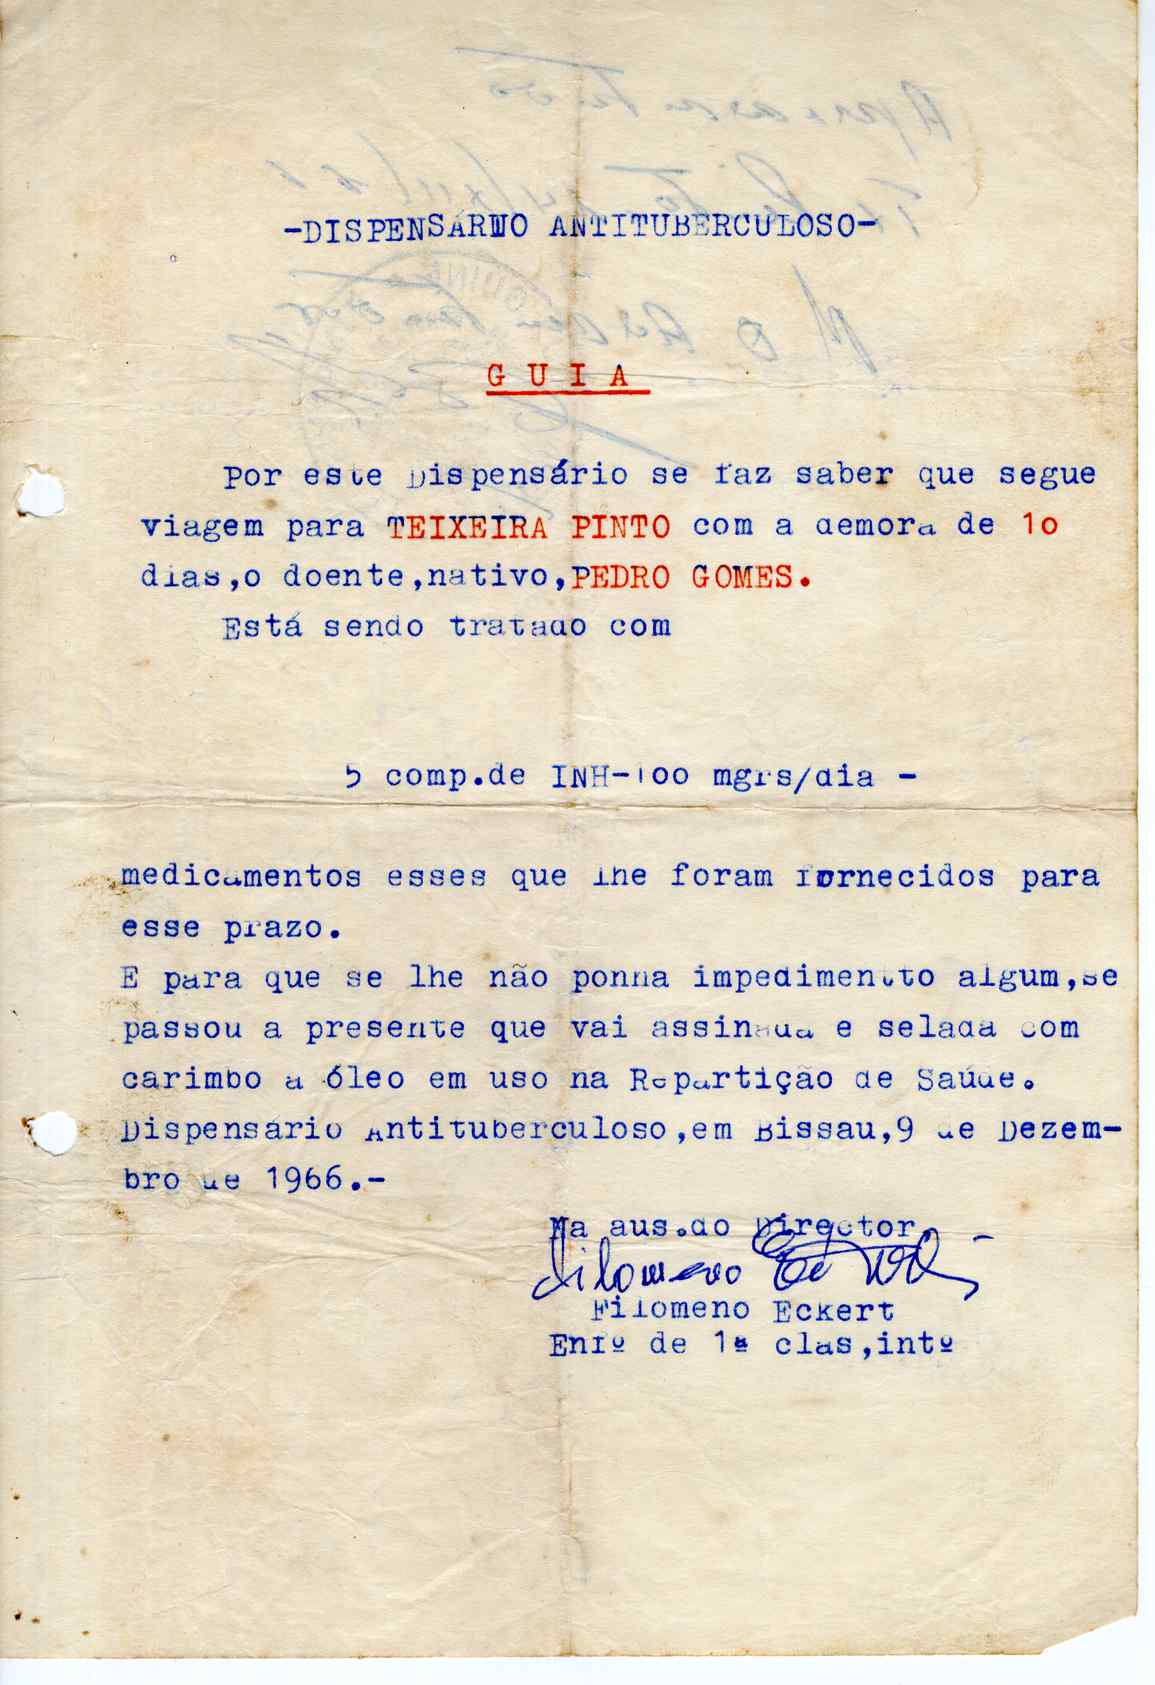 -DISPENSÁRIO ANTITUBERCULOSO-
G U I A
Por este Dispensário se faz saber que segue
viagem para TEIXEIRA PINTO com a demora de 10
dias,o doente,nativo,PEDRO GOMES.
Está sendo tratado com
5 comp.de INH-100 mgrs/dia -
medicamentos esses que lhe foram fornecidos para
esse prazo.
E para que se lhe não ponha impedimentto algum,se
passou a presente que vai assinada e selada com
carimbo a óleo em uso na Repartição de Saúde.
Dispensário Antituberculoso,em Bissau,9 de Dezem-
bro de 1966.-
Na aus.do Director,
Filomeno Eckert
Filomeno Eckert
Enfº de 1ª clas,intº